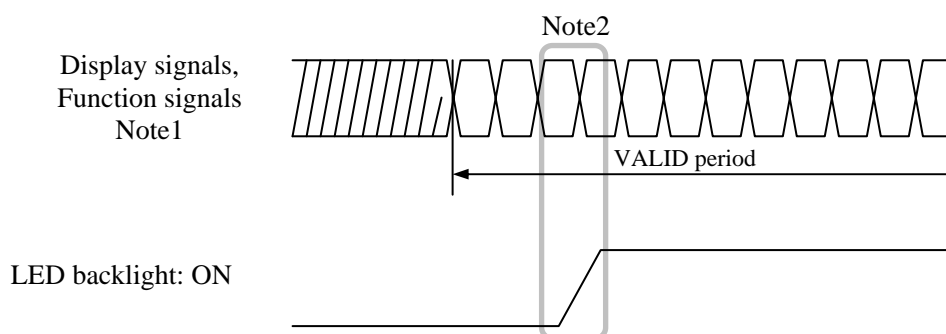 Note2
Display signals,
Function signals
Note1
VALID period
LED backlight: ON